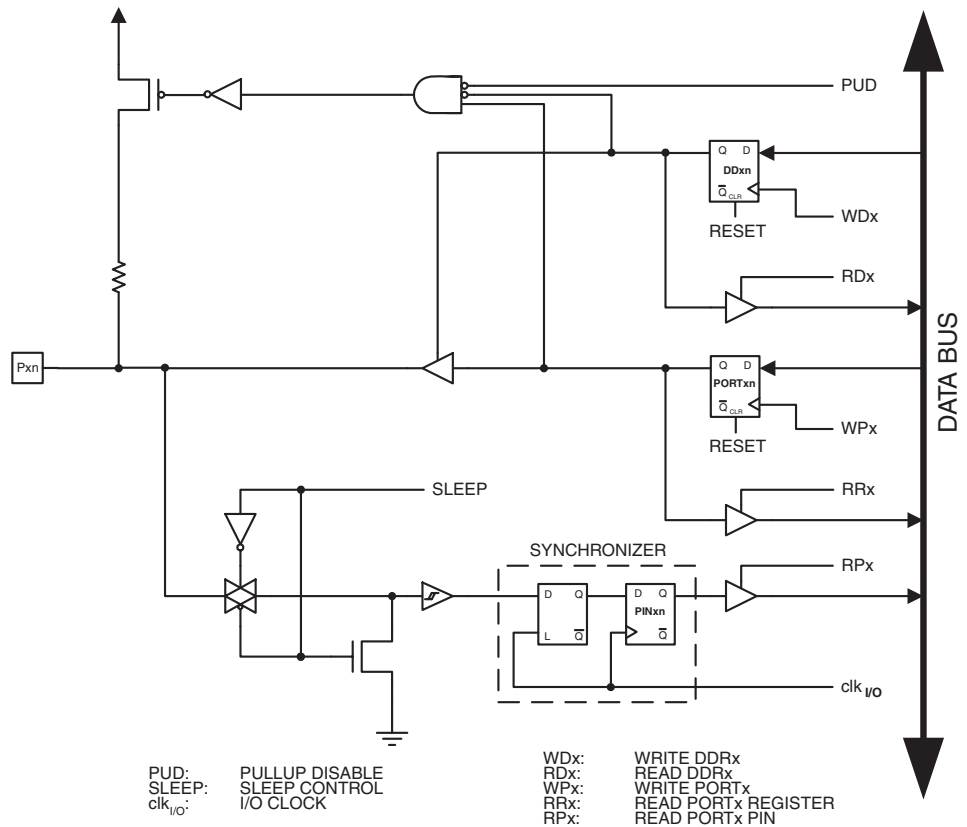 PUD
Q D
DDxn
Q CLR
WDx
RESET
RDx
Pxn
Q D
PORTxn
Q CLR
WPx
RESET
DATA BUS
SLEEP
RRx
SYNCHRONIZER
RPx
D Q
L Q
D Q
PINxn
Q
clk I/O
PUD: PULLUP DISABLE
SLEEP: SLEEP CONTROL
clk I/O: I/O CLOCK
WDx: WRITE DDRx
RDx: READ DDRx
WPx: WRITE PORTx
RRx: READ PORTx REGISTER
RPx: READ PORTx PIN